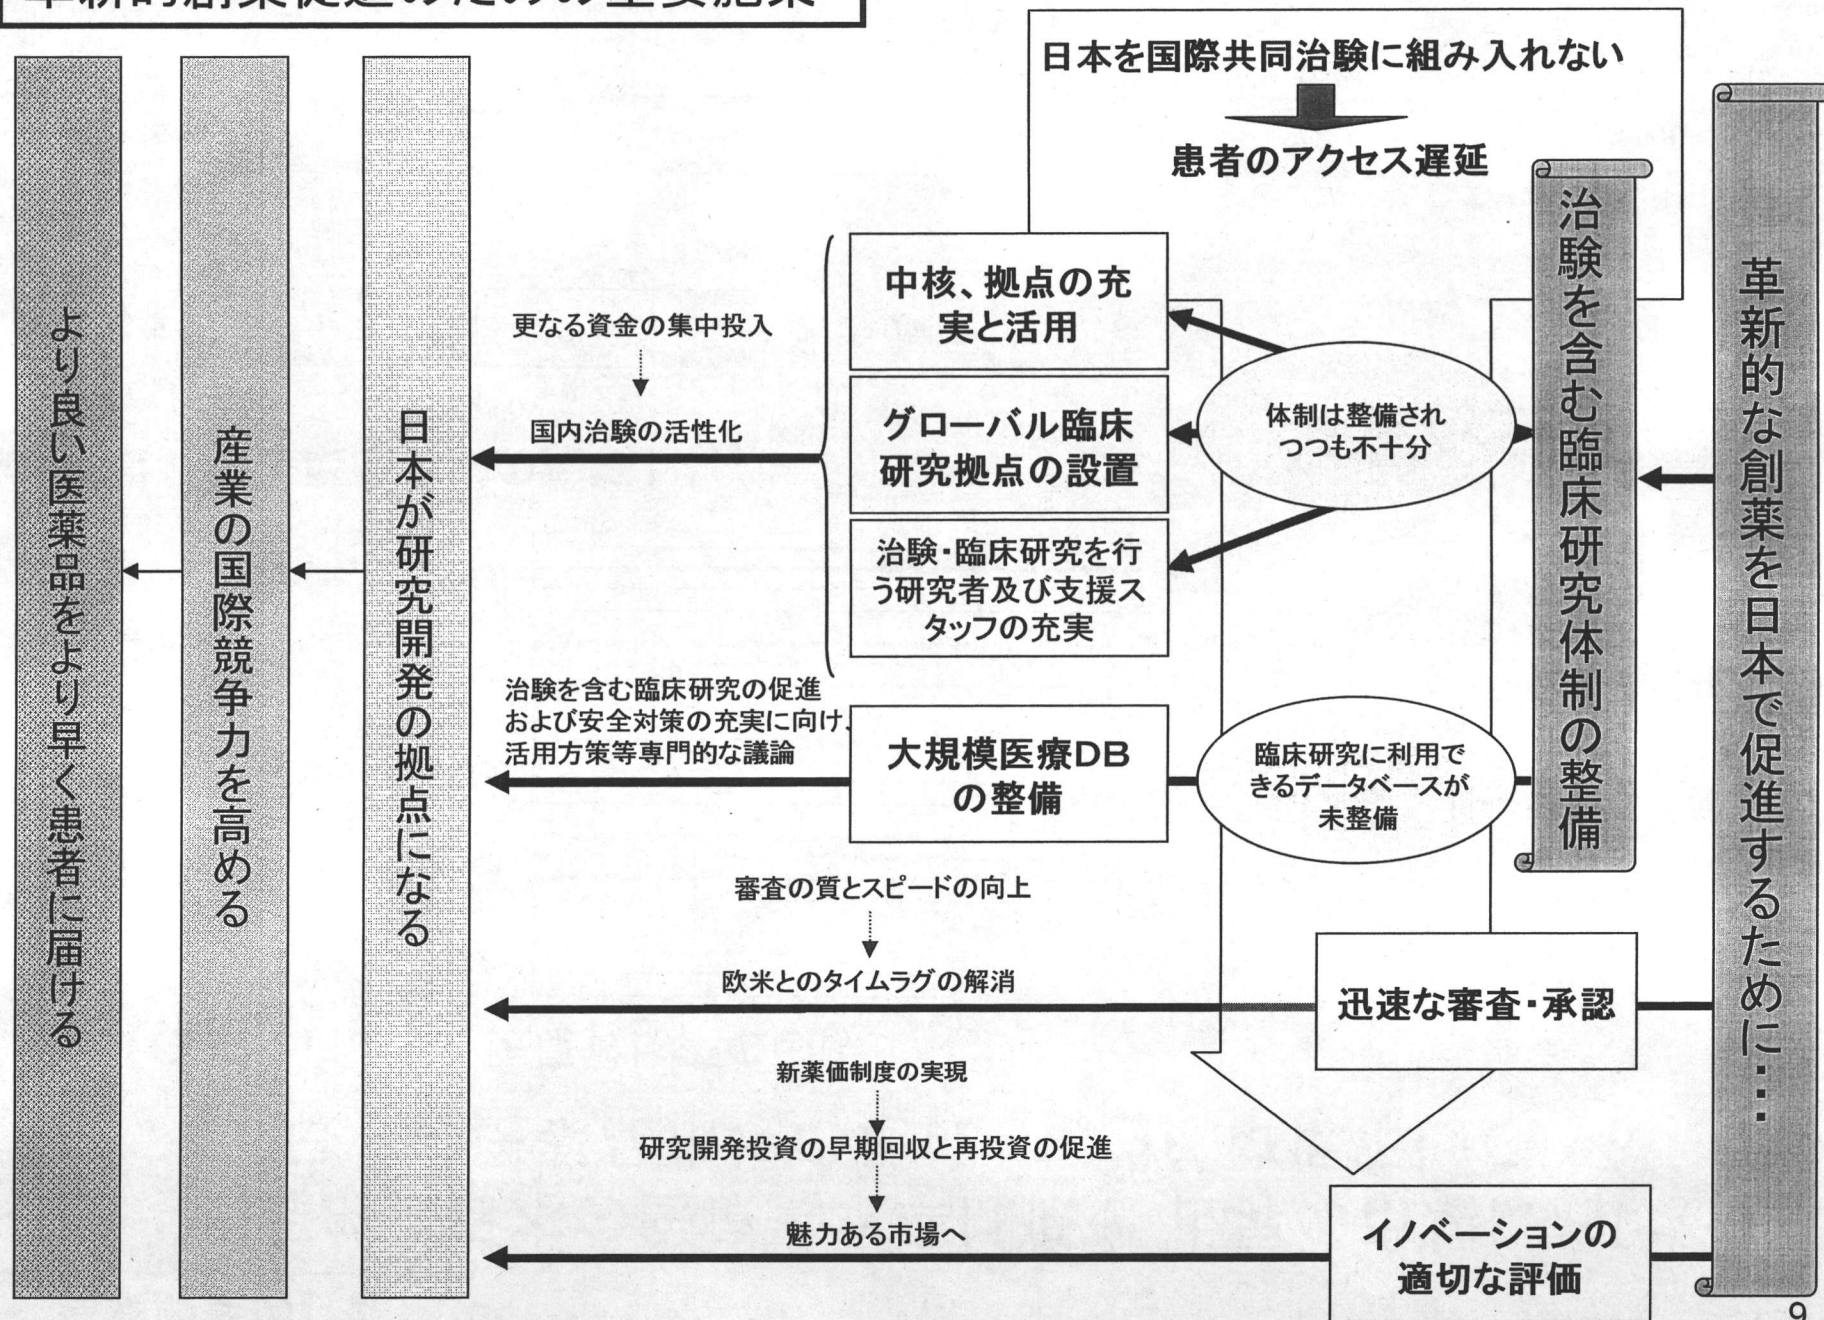 革新的創薬促進のための重要施策
日本を国際共同治験に組み入れない
患者のアクセス遅延
革新的な創薬を日本で促進するために・・・
治験を含む臨床研究体制の整備
体制は整備され
つつも不十分
中核、拠点の充
実と活用
グローバル臨床
研究拠点の設置
治験・臨床研究を行
う研究者及び支援ス
タッフの充実
更なる資金の集中投入
国内治験の活性化
臨床研究に利用で
きるデータベースが
未整備
大規模医療DB
の整備
治験を含む臨床研究の促進
および安全対策の充実に向け、
活用方策等専門的な議論
迅速な審査・承認
審査の質とスピードの向上
欧米とのタイムラグの解消
イノベーションの
適切な評価
新薬価制度の実現
研究開発投資の早期回収と再投資の促進
魅力ある市場へ
日本が研究開発の拠点になる
産業の国際競争力を高める
より良い医薬品をより早く患者に届ける
9